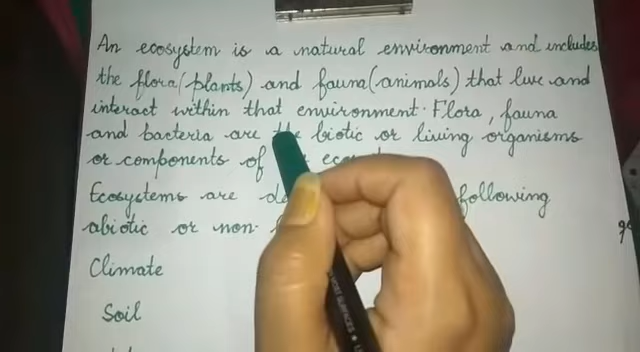 An ecosystem is a natural environment and includes
the flora (plants) and fauna (animals) that live and
interact within that environment. Flora, fauna
and bacteria are the biotic or living organisms
or components of
Ecosystems are following
abiotic or non-
Climate
Soil